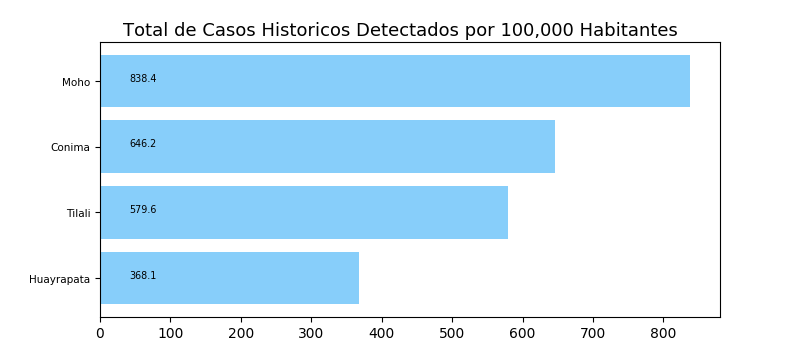 Total de Casos Historicos Detectados por 100,000 Habitantes
Moho 838.4
Conima 646.2
Tilali 579.6
Huayrapata 368.1
0 100 200 300 400 500 600 700 800